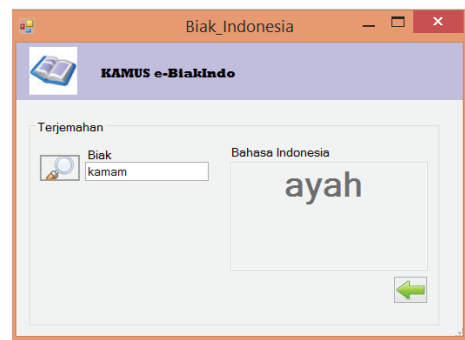 Biak_Indonesia
KAMUS e-BiakIndo
Terjemahan
Biak
kamam
Bahasa Indonesia
ayah